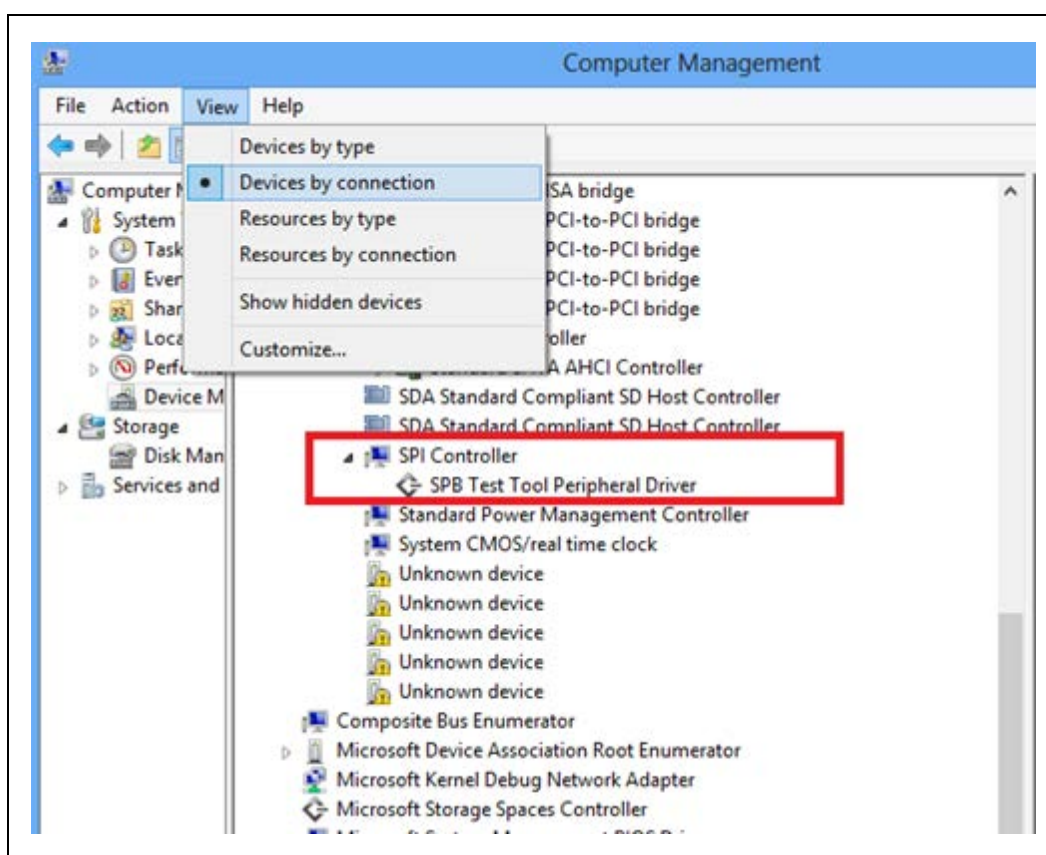 Computer Management
File Action View Help
Devices by type
Devices by connection
Resources by type
Resources by connection
Show hidden devices
Customize...
Computer
System
Task
Even
Shar
Loca
Perfo
Device M
Storage
Disk Man
Services and
ISA bridge
PCI-to-PCI bridge
PCI-to-PCI bridge
PCI-to-PCI bridge
PCI-to-PCI bridge
oller
AHCI Controller
SDA Standard Compliant SD Host Controller
SDA Standard Compliant SD Host Controller
SPI Controller
SPB Test Tool Peripheral Driver
Standard Power Management Controller
System CMOS/real time clock
Unknown device
Unknown device
Unknown device
Unknown device
Unknown device
Composite Bus Enumerator
Microsoft Device Association Root Enumerator
Microsoft Kernel Debug Network Adapter
Microsoft Storage Spaces Controller